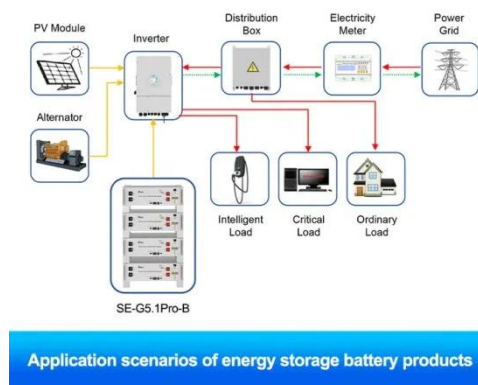 PV Module
Inverter
Distribution
Box
Electricity
Meter
Power
Grid
Alternator
Intelligent
Load
Critical
Load
Ordinary
Load
SE-G5.1Pro-B
Application scenarios of energy storage battery products